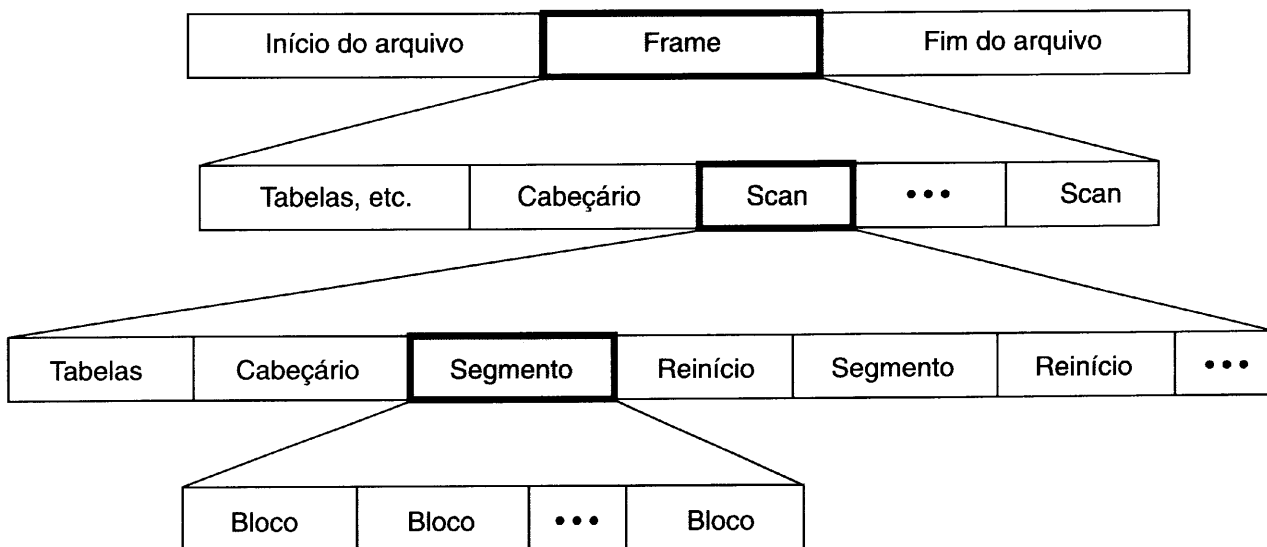 Início do arquivo Frame Fim do arquivo
Tabelas, etc. Cabeçário Scan ••• Scan
Tabelas Cabeçário Segmento Reinício Segmento Reinício •••
Bloco Bloco ••• Bloco